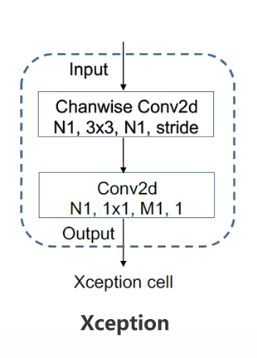 Input
Chanwise Conv2d
N1, 3x3, N1, stride
Conv2d
N1, 1x1, M1, 1
Output
Xception cell
Xception